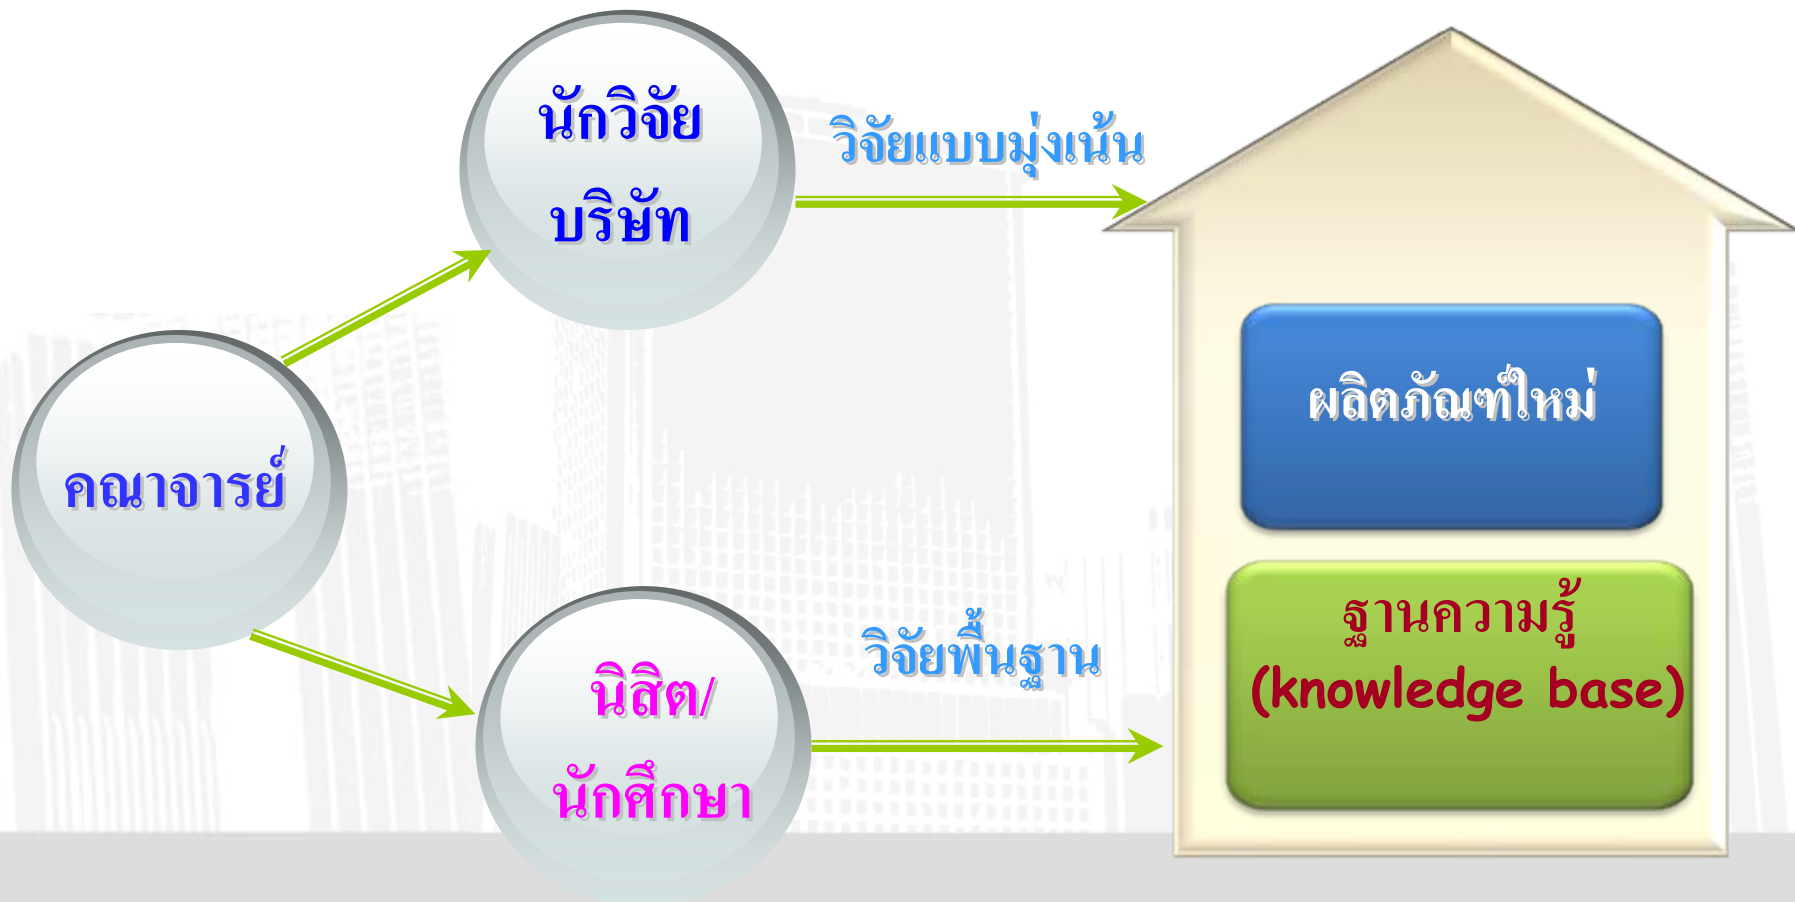 นักวิจัย
บริษัท
วิจัยแบบมุ่งเน้น
คณาจารย์
ผลิตภัณฑ์ใหม่
นิสิต/
นักศึกษา
วิจัยพื้นฐาน
ฐานความรู้
(knowledge base)